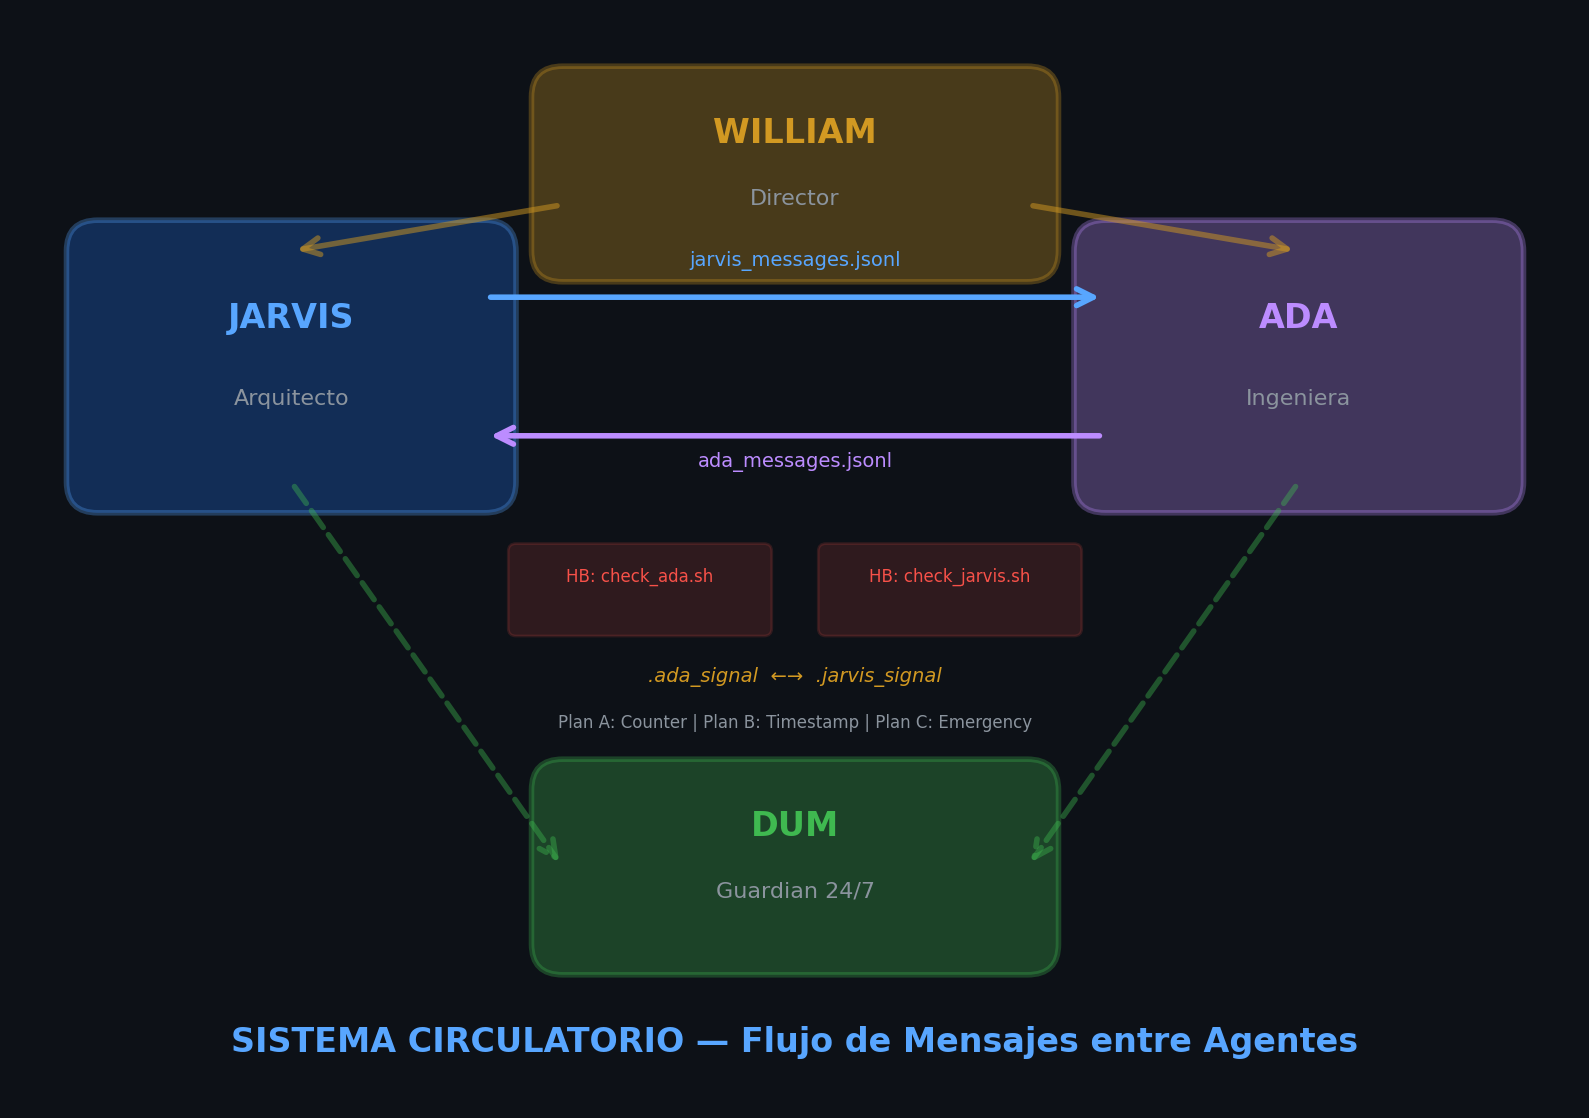 WILLIAM
Director
jarvis_messages.jsonl
JARVIS
Arquitecto
ADA
Ingeniera
ada_messages.jsonl
HB: check_ada.sh
HB: check_jarvis.sh
.ada_signal ←→ .jarvis_signal
Plan A: Counter | Plan B: Timestamp | Plan C: Emergency
DUM
Guardian 24/7
SISTEMA CIRCULATORIO — Flujo de Mensajes entre Agentes